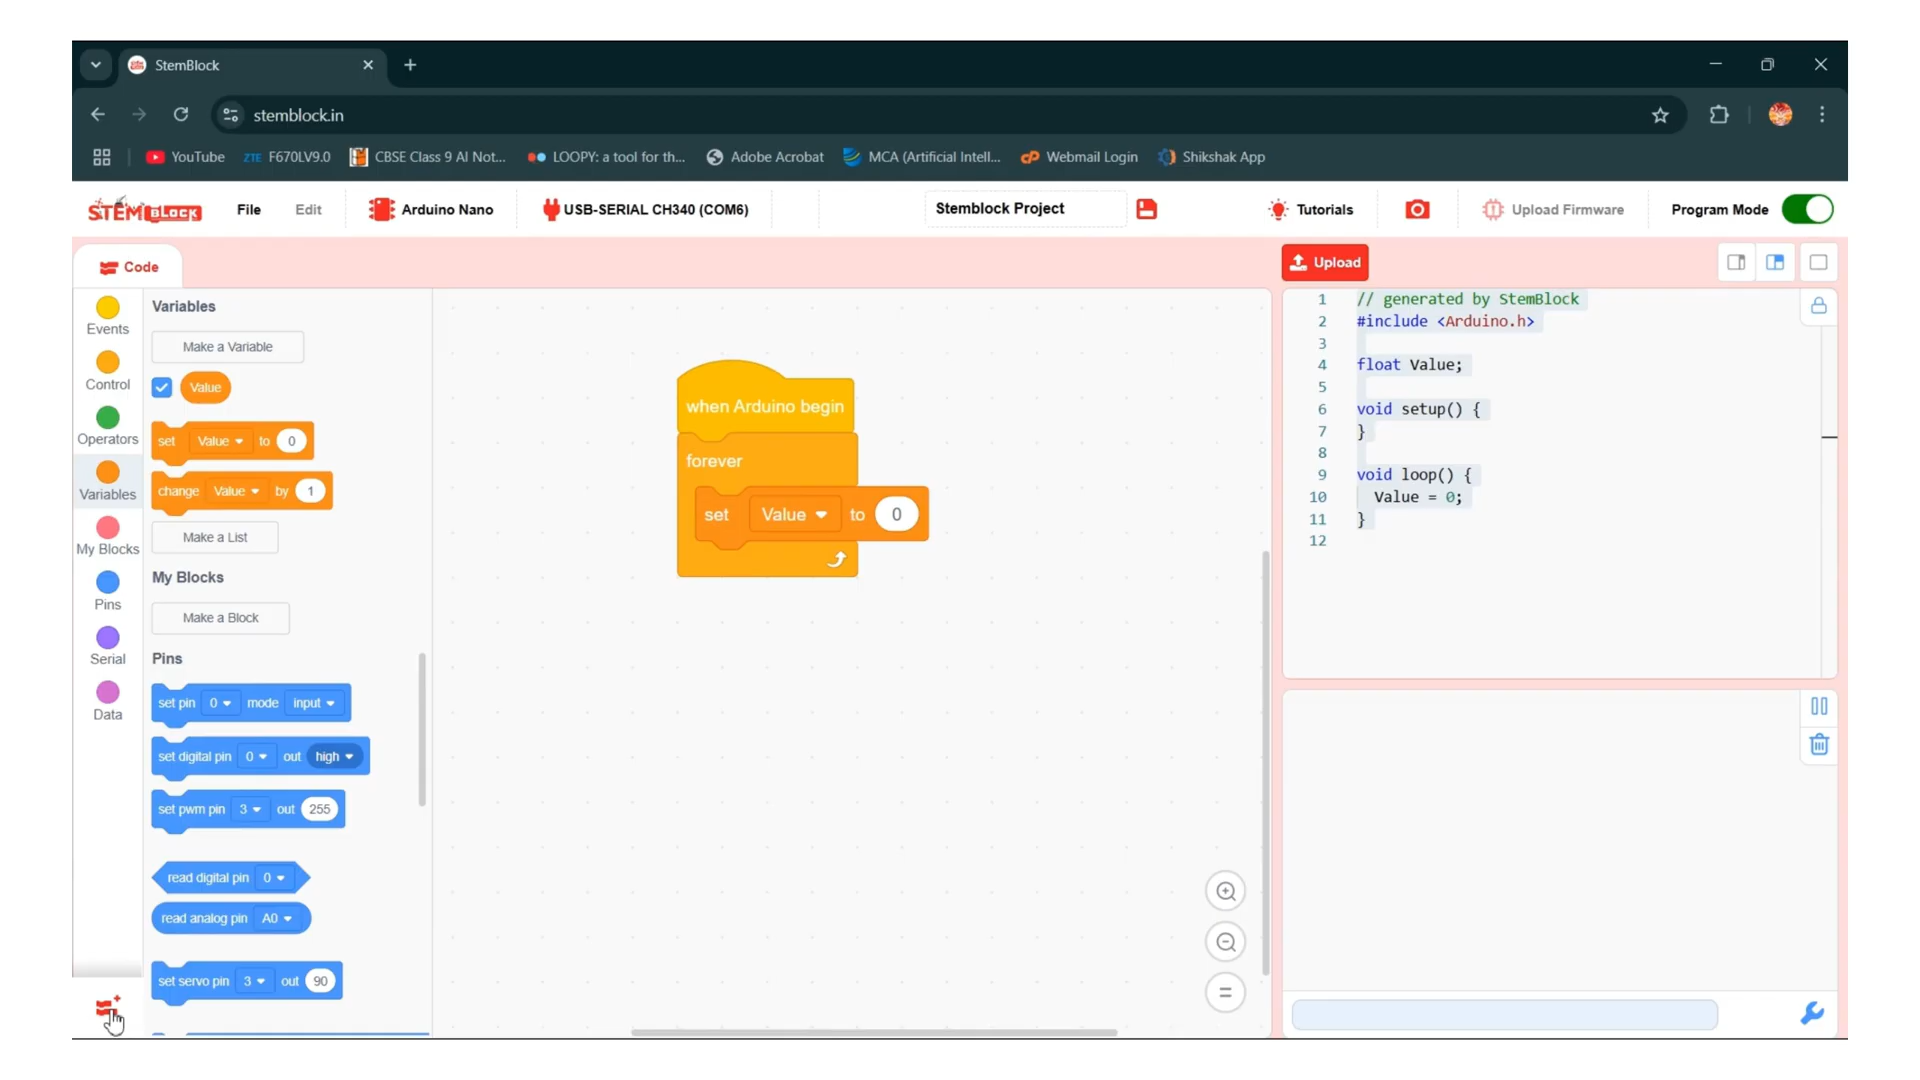 StemBlock
stemblock.in
YouTube
ZTE F670LV9.0
CBSE Class 9 AI Not...
LOOPY: a tool for th...
Adobe Acrobat
MCA (Artificial Intell...
Webmail Login
Shikshak App
STEM BLOCK
File
Edit
Arduino Nano
USB-SERIAL CH340 (COM6)
Stemblock Project
Tutorials
Upload Firmware
Program Mode
Code
Upload
Events
Control
Operators
Variables
My Blocks
Pins
Serial
Data
Variables
Make a Variable
Value
set Value to 0
change Value by 1
Make a List
My Blocks
Make a Block
Pins
set pin 0 mode input
set digital pin 0 out high
set pwm pin 3 out 255
read digital pin 0
read analog pin A0
set servo pin 3 out 90
when Arduino begin
forever
set Value to 0
1 // generated by StemBlock
2 #include <Arduino.h>
3
4 float Value;
5
6 void setup() {
7 }
8
9 void loop() {
10 Value = 0;
11 }
12